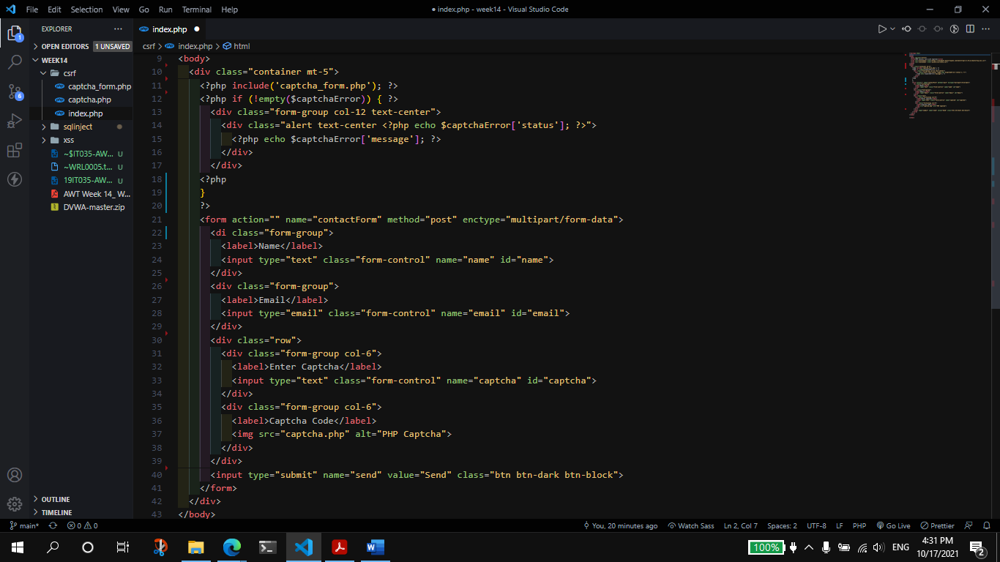 File Edit Selection View Go Run Terminal Help
● index.php - week14 - Visual Studio Code
EXPLORER
index.php
OPEN EDITORS 1 UNSAVED
csrf > index.php > html
WEEK14
csrf
captcha_form.php
captcha.php
index.php
sqlinject
xss
~$IT035-AW... U
~WRL0005.t... U
19IT035-AW... U
AWT Week 14_ W...
DVWA-master.zip
OUTLINE
TIMELINE
1
6
9 <body>
10 <div class="container mt-5">
11 <?php include('captcha_form.php'); ?>
12 <?php if (!empty($captchaError)) { ?>
13 <div class="form-group col-12 text-center">
14 <div class="alert text-center <?php echo $captchaError['status']; ?>">
15 <?php echo $captchaError['message']; ?>
16 </div>
17 </div>
18 <?php
19 }
20 ?>
21 <form action="" name="contactForm" method="post" enctype="multipart/form-data">
22 <di class="form-group">
23 <label>Name</label>
24 <input type="text" class="form-control" name="name" id="name">
25 </div>
26 <div class="form-group">
27 <label>Email</label>
28 <input type="email" class="form-control" name="email" id="email">
29 </div>
30 <div class="row">
31 <div class="form-group col-6">
32 <label>Enter Captcha</label>
33 <input type="text" class="form-control" name="captcha" id="captcha">
34 </div>
35 <div class="form-group col-6">
36 <label>Captcha Code</label>
37 <img src="captcha.php" alt="PHP Captcha">
38 </div>
39 </div>
40 <input type="submit" name="send" value="Send" class="btn btn-dark btn-block">
41 </form>
42 </div>
43 </body>
main* 0 0 You, 20 minutes ago Watch Sass Ln 2, Col 7 Spaces: 2 UTF-8 LF PHP Go Live Prettier
100% ENG 4:31 PM
10/17/2021 2